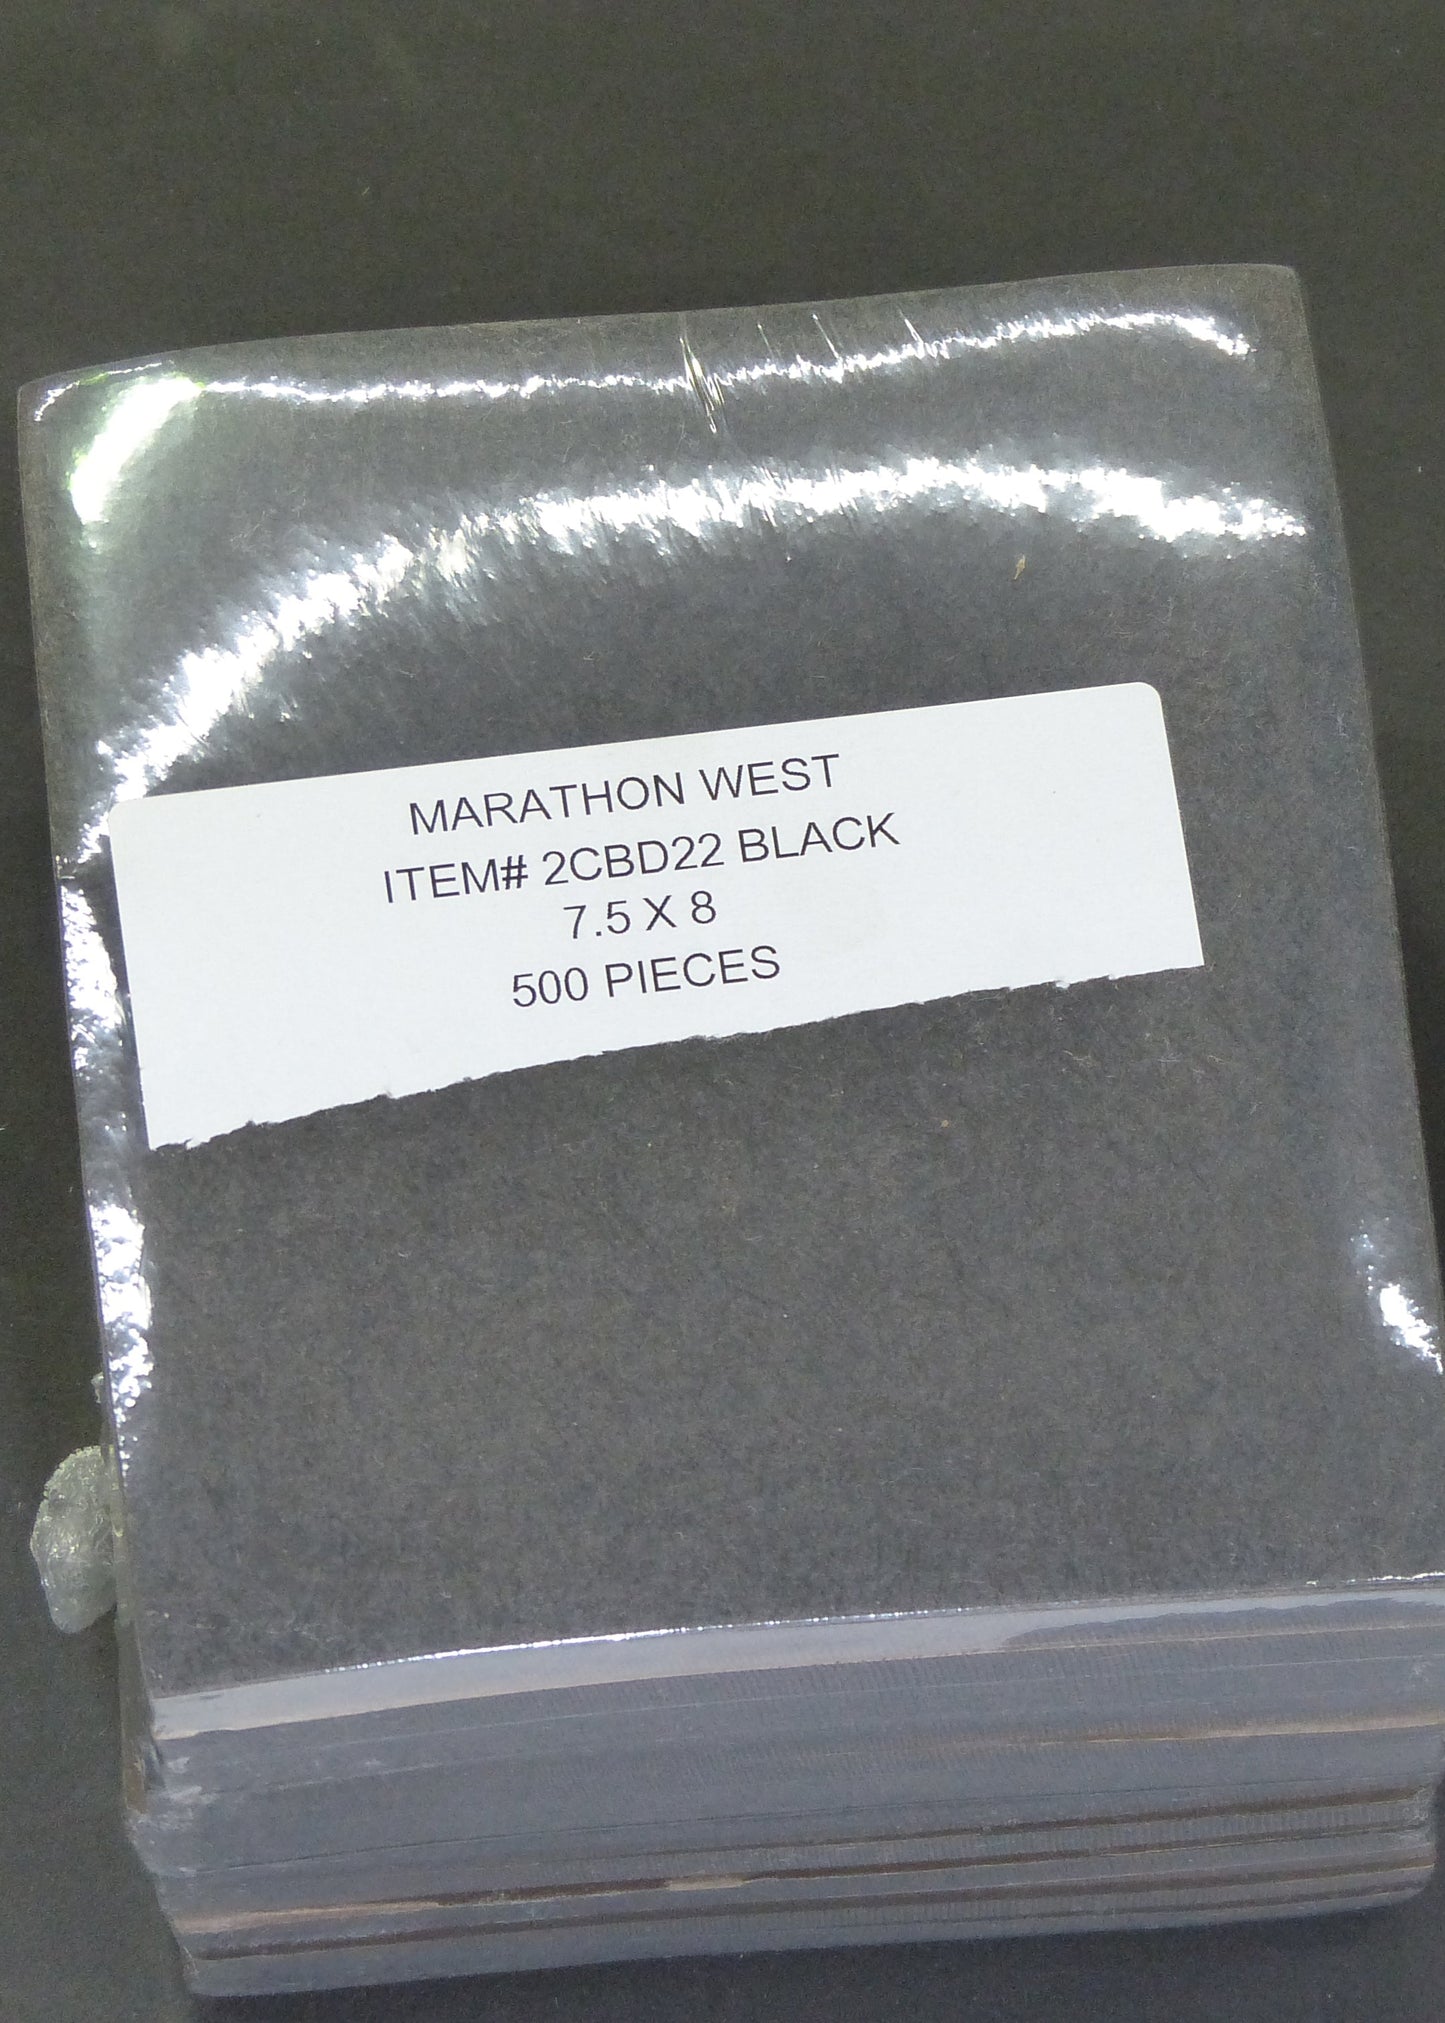 MARATHON WEST
ITEM# 2CBD22 BLACK
7.5 X 8
500 PIECES